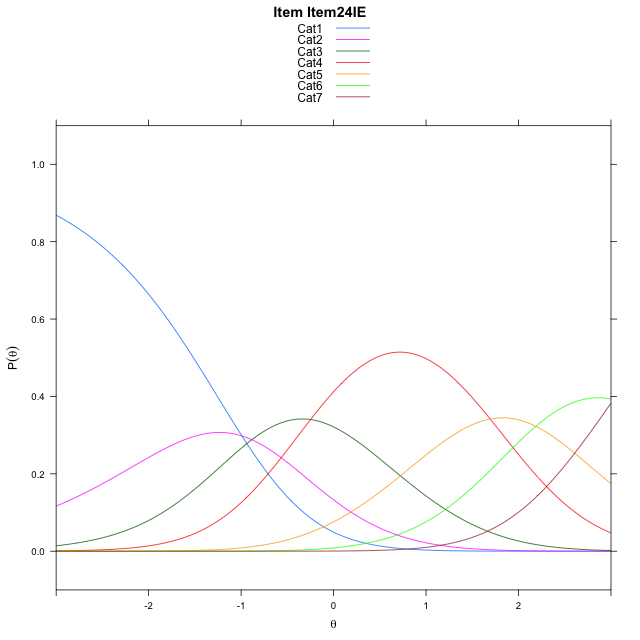 Item Item24IE
Cat1
Cat2
Cat3
Cat4
Cat5
Cat6
Cat7
1.0
0.8
0.6
0.4
0.2
0.0
P(θ)
-2 -1 0 1 2
θ